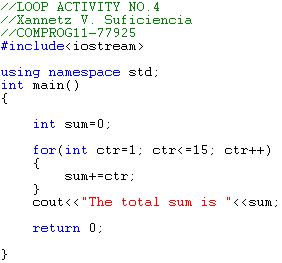 //LOOP ACTIVITY NO.4
//Xannetz V. Suficiencia
//COMPROG11-77925
#include<iostream>
using namespace std;
int main()
{
int sum=0;
for(int ctr=1; ctr<=15; ctr++)
{
sum+=ctr;
}
cout<<"The total sum is "<<sum;
return 0;
}